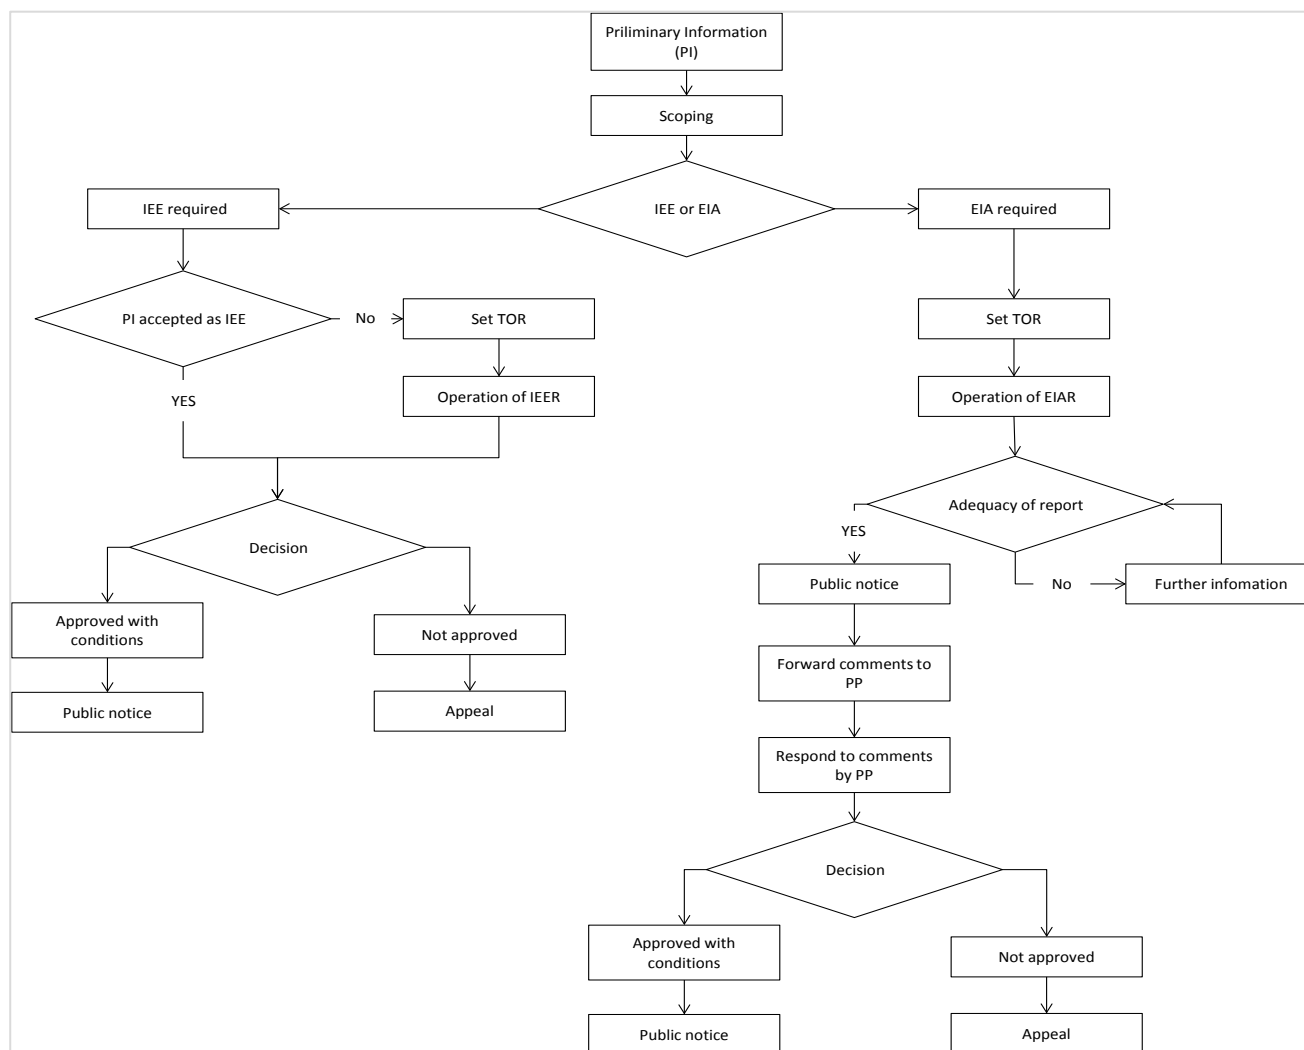 Priliminary Information
(PI)
Scoping
IEE or EIA
IEE required
EIA required
PI accepted as IEE
No
Set TOR
Set TOR
Operation of IEER
Operation of EIAR
YES
Adequacy of report
YES
No
Further infomation
Decision
Public notice
Approved with
conditions
Not approved
Forward comments to
PP
Public notice
Appeal
Respond to comments
by PP
Decision
Approved with
conditions
Not approved
Public notice
Appeal